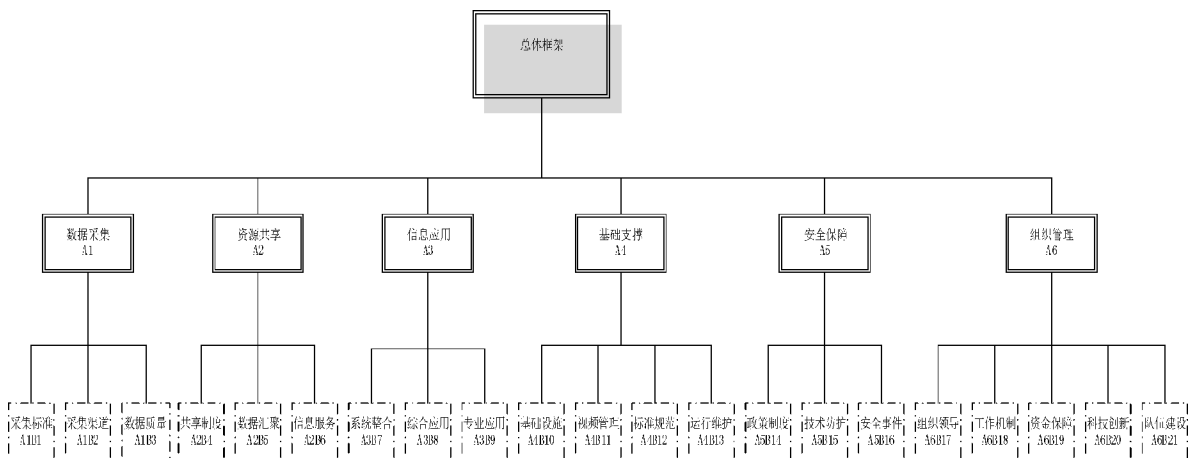 总体框架
数据采集
A1
资源共享
A2
信息应用
A3
基础支撑
A4
安全保障
A5
组织管理
A6
采集标准
A1B1
采集渠道
A1B2
数据质量
A1B3
共享制度
A2B4
数据汇聚
A2B5
信息服务
A2B6
系统整合
A3B7
综合应用
A3B8
专业应用
A3B9
基础设施
A4B10
视频管理
A4B11
标准规范
A4B12
运行维护
A4B13
政策制度
A5B14
技术防护
A5B15
安全事件
A5B16
组织领导
A6B17
工作机制
A6B18
资金保障
A6B19
科技创新
A6B20
队伍建设
A6B21